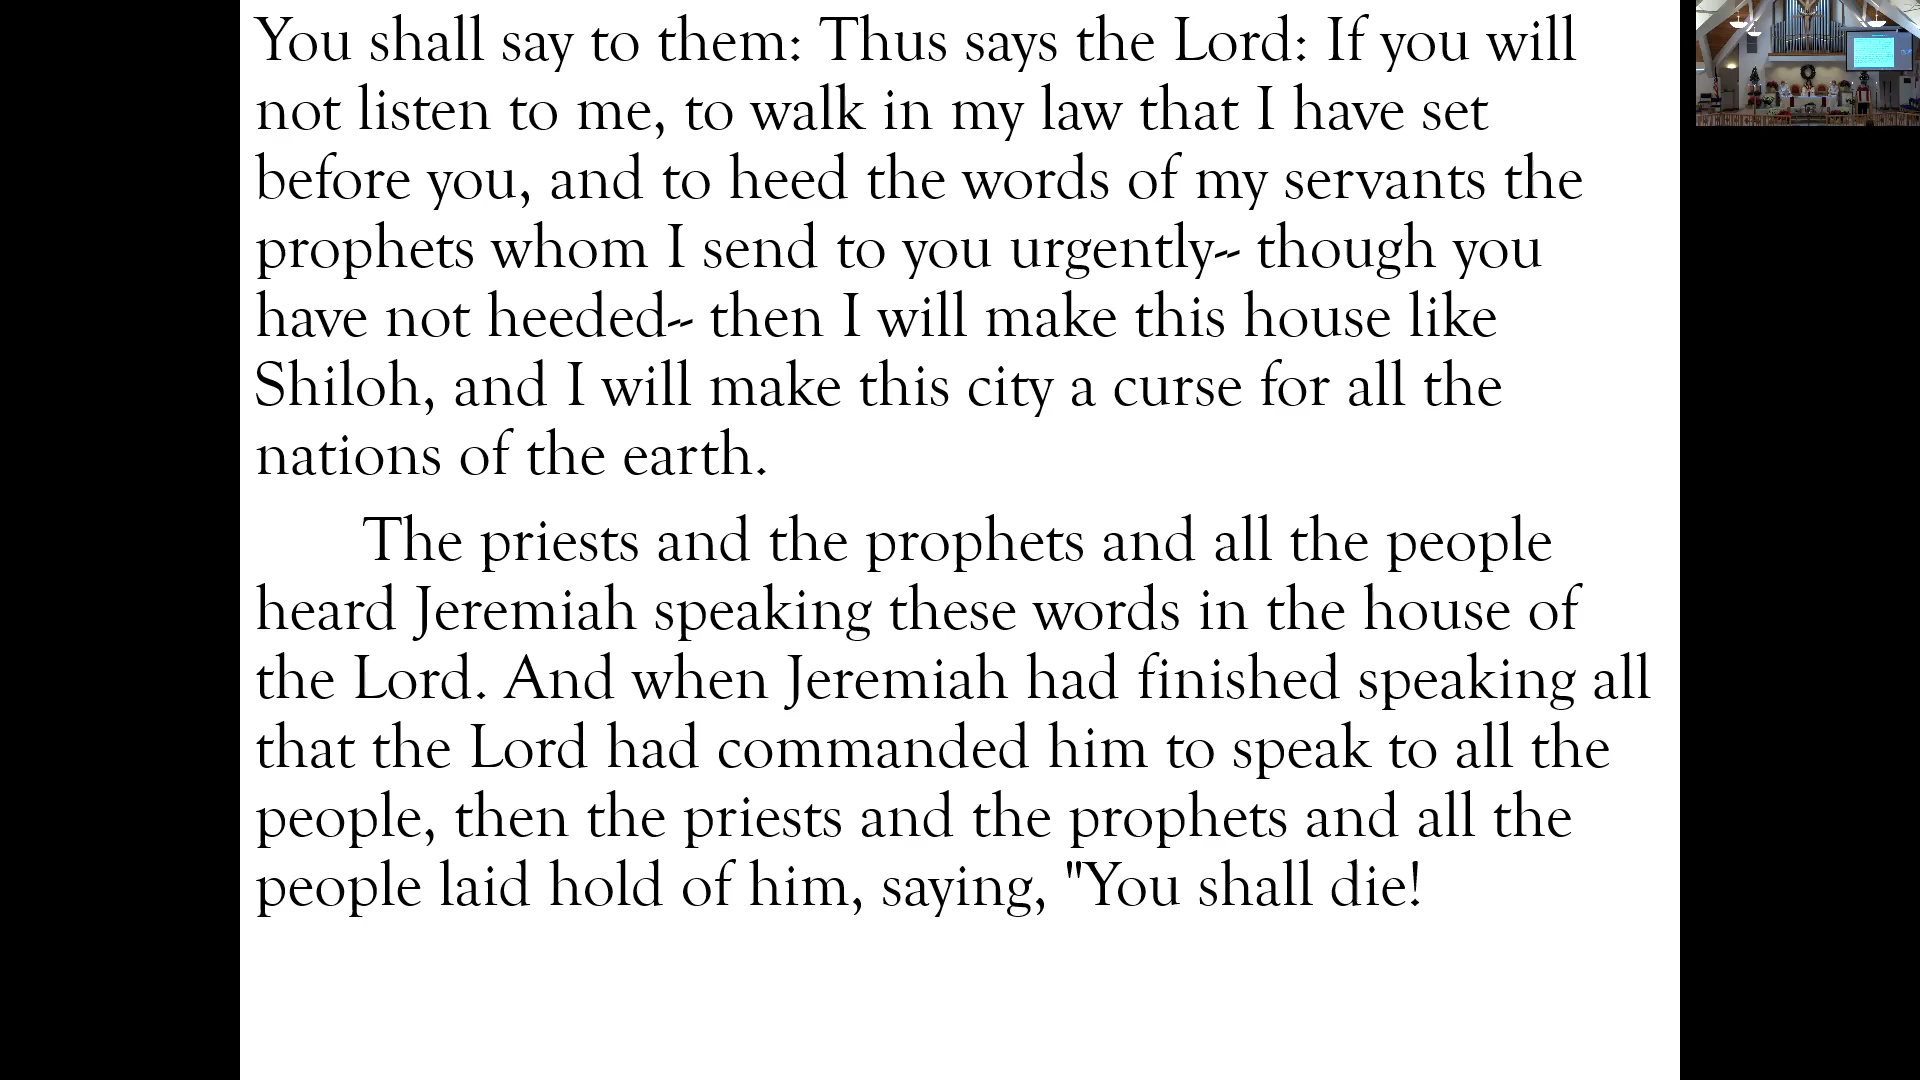 You shall say to them: Thus says the Lord: If you will
not listen to me, to walk in my law that I have set
before you, and to heed the words of my servants the
prophets whom I send to you urgently-- though you
have not heeded-- then I will make this house like
Shiloh, and I will make this city a curse for all the
nations of the earth.
The priests and the prophets and all the people
heard Jeremiah speaking these words in the house of
the Lord. And when Jeremiah had finished speaking all
that the Lord had commanded him to speak to all the
people, then the priests and the prophets and all the
people laid hold of him, saying, "You shall die!